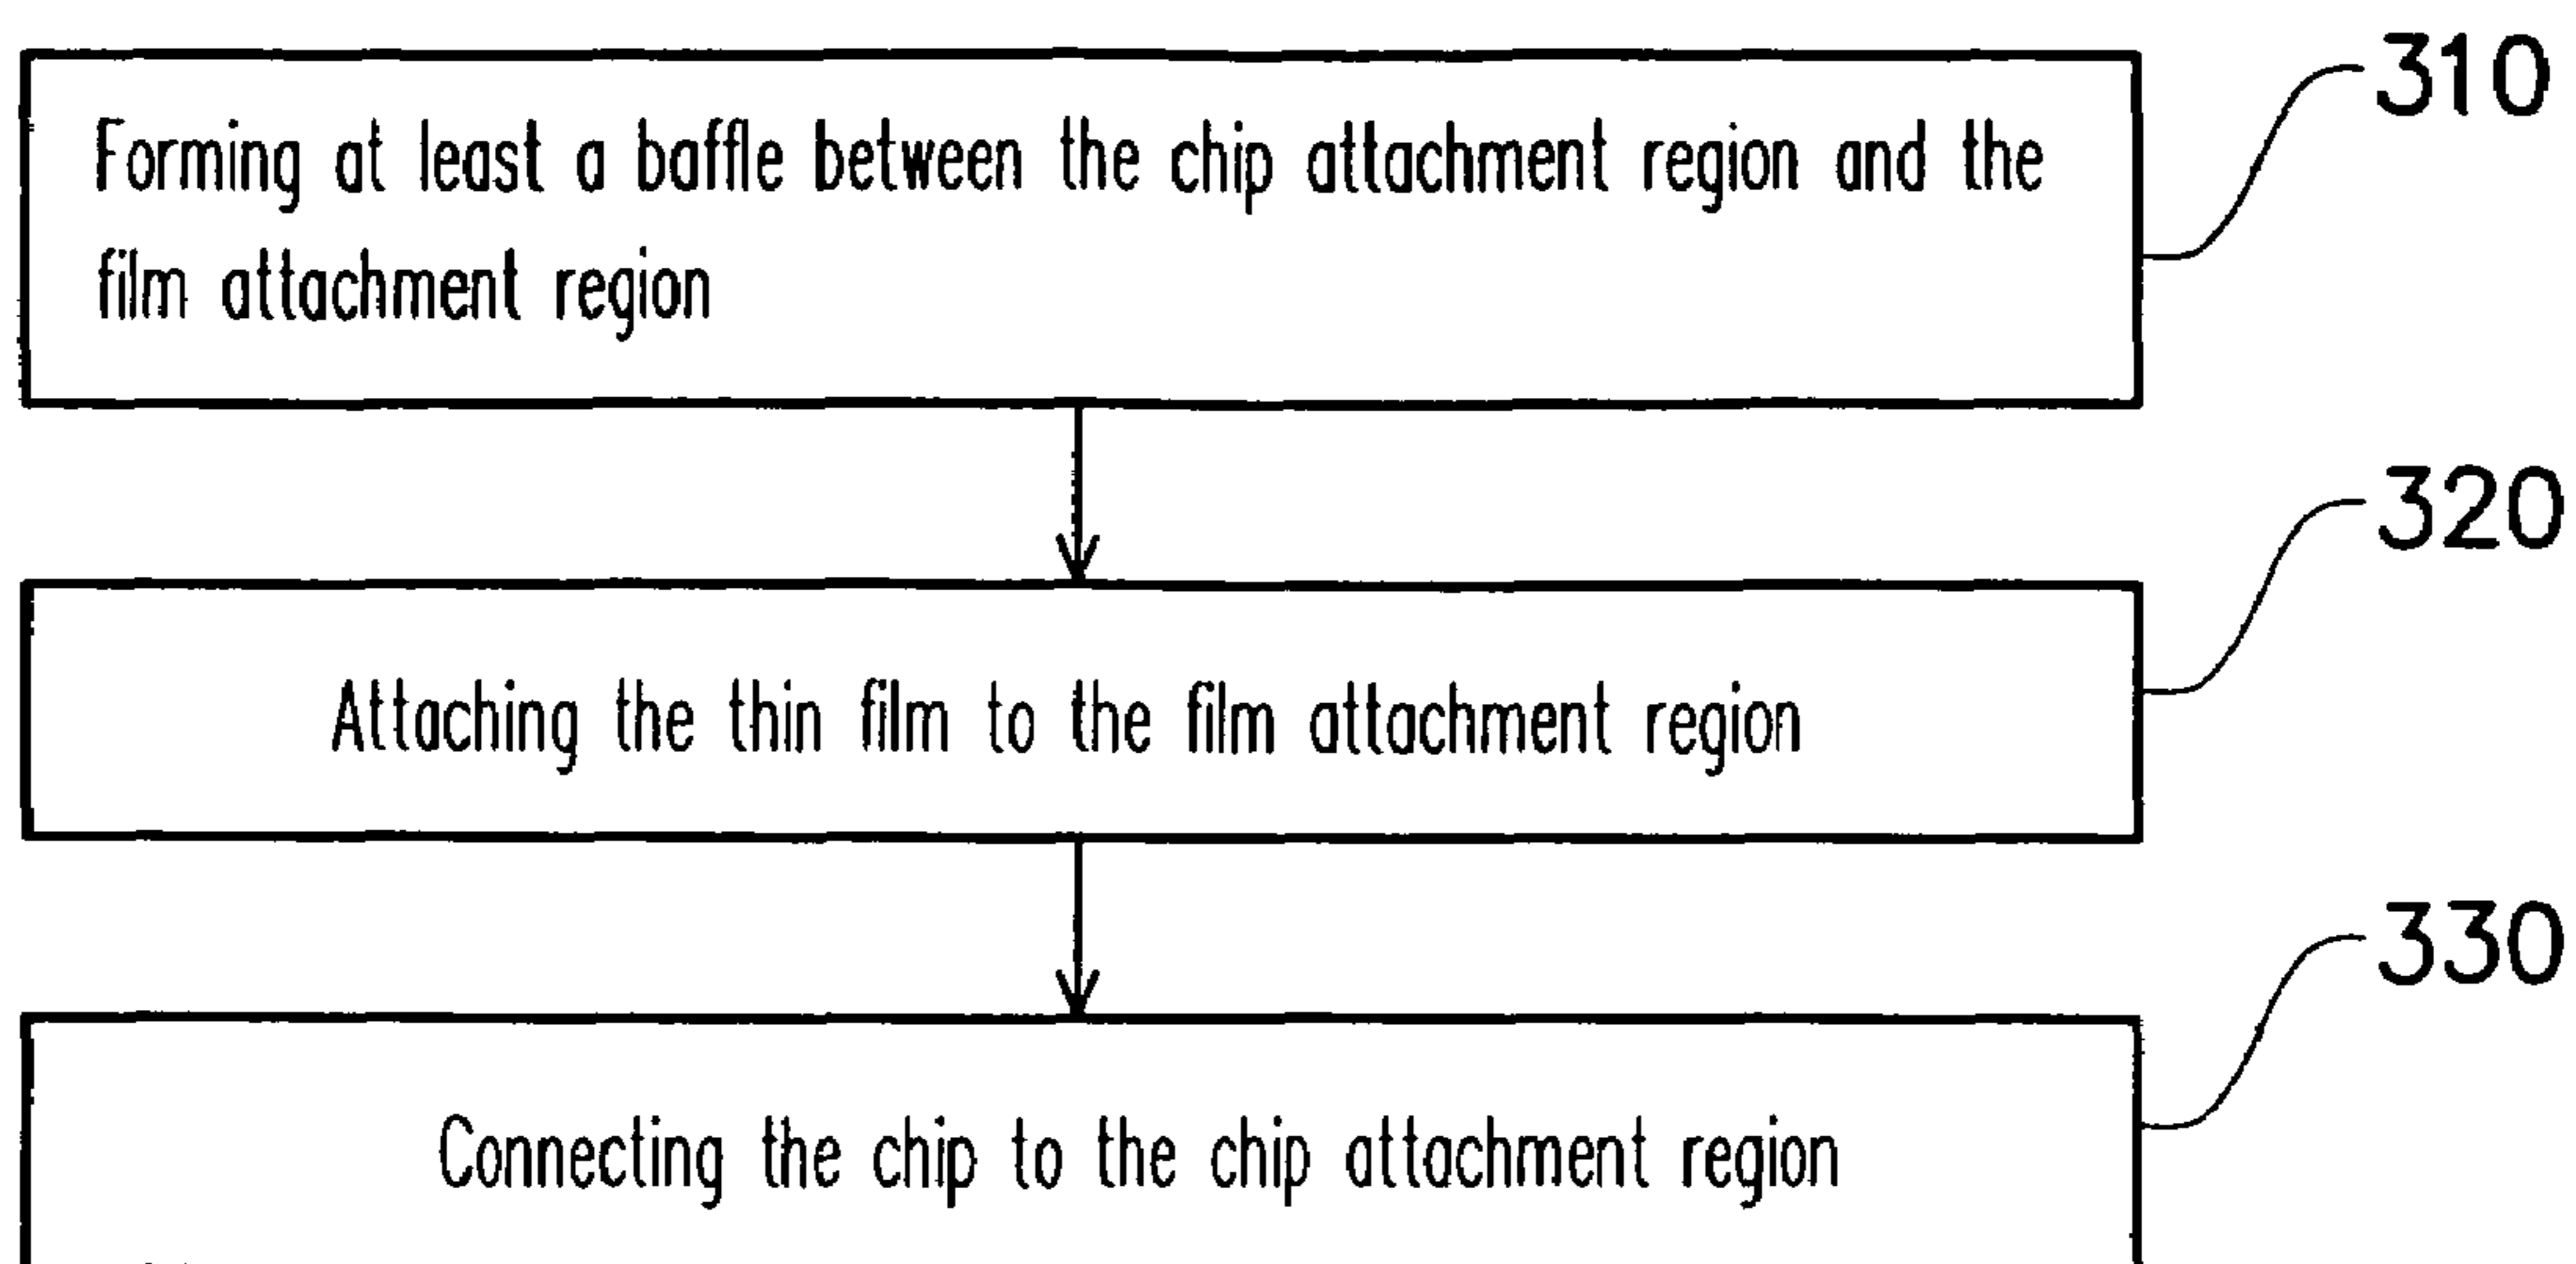 310
Forming at least a baffle between the chip attachment region and the
film attachment region
320
Attaching the thin film to the film attachment region
330
Connecting the chip to the chip attachment region